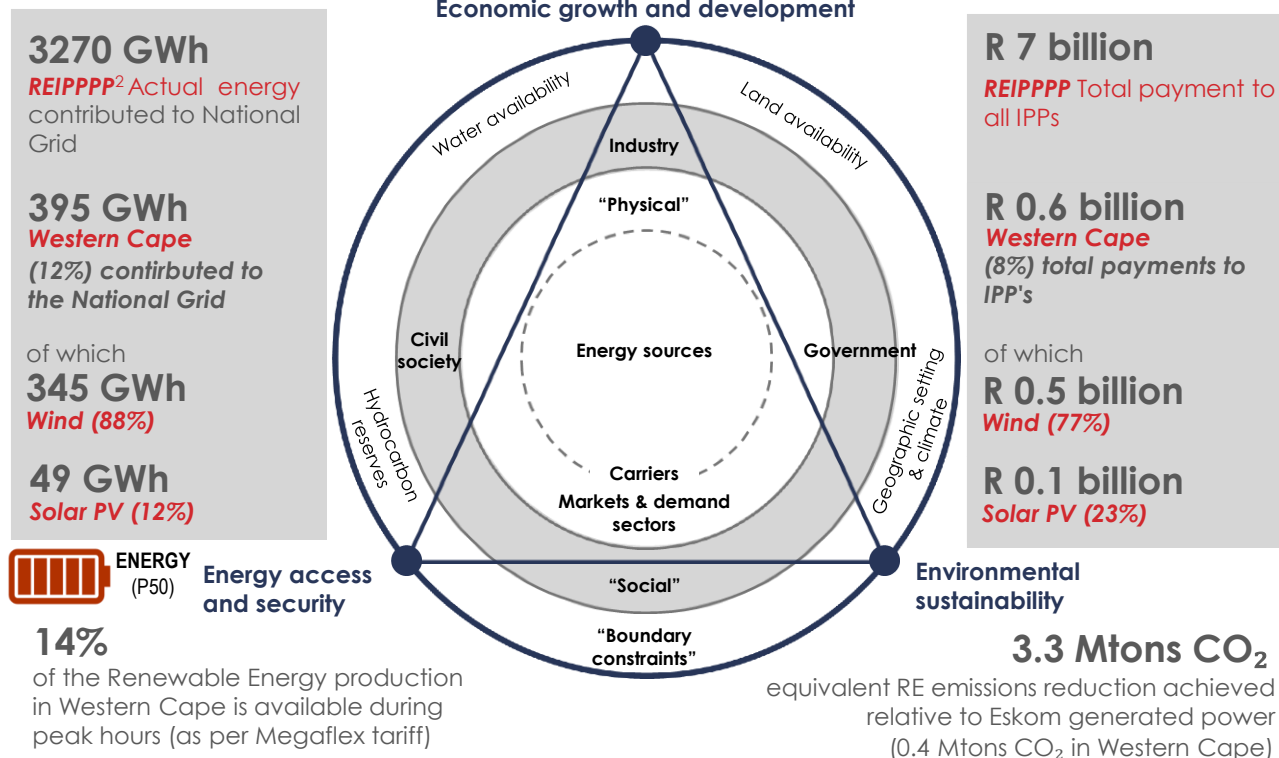 Economic growth and development
3270 GWh
REIPPPP² Actual energy
contributed to National
Grid
395 GWh
Western Cape
(12%) contirbuted to
the National Grid
of which
345 GWh
Wind (88%)
49 GWh
Solar PV (12%)
ENERGY
(P50)
Energy access
and security
14%
of the Renewable Energy production
in Western Cape is available during
peak hours (as per Megaflex tariff)
Water availability
Land availability
Industry
“Physical”
Civil
society
Energy sources
Government
Hydrocarbon
reserves
Geographic setting
& climate
Carriers
Markets & demand
sectors
“Social”
“Boundary
constraints”
R 7 billion
REIPPPP Total payment to
all IPPs
R 0.6 billion
Western Cape
(8%) total payments to
IPP's
of which
R 0.5 billion
Wind (77%)
R 0.1 billion
Solar PV (23%)
Environmental
sustainability
3.3 Mtons CO₂
equivalent RE emissions reduction achieved
relative to Eskom generated power
(0.4 Mtons CO₂ in Western Cape)